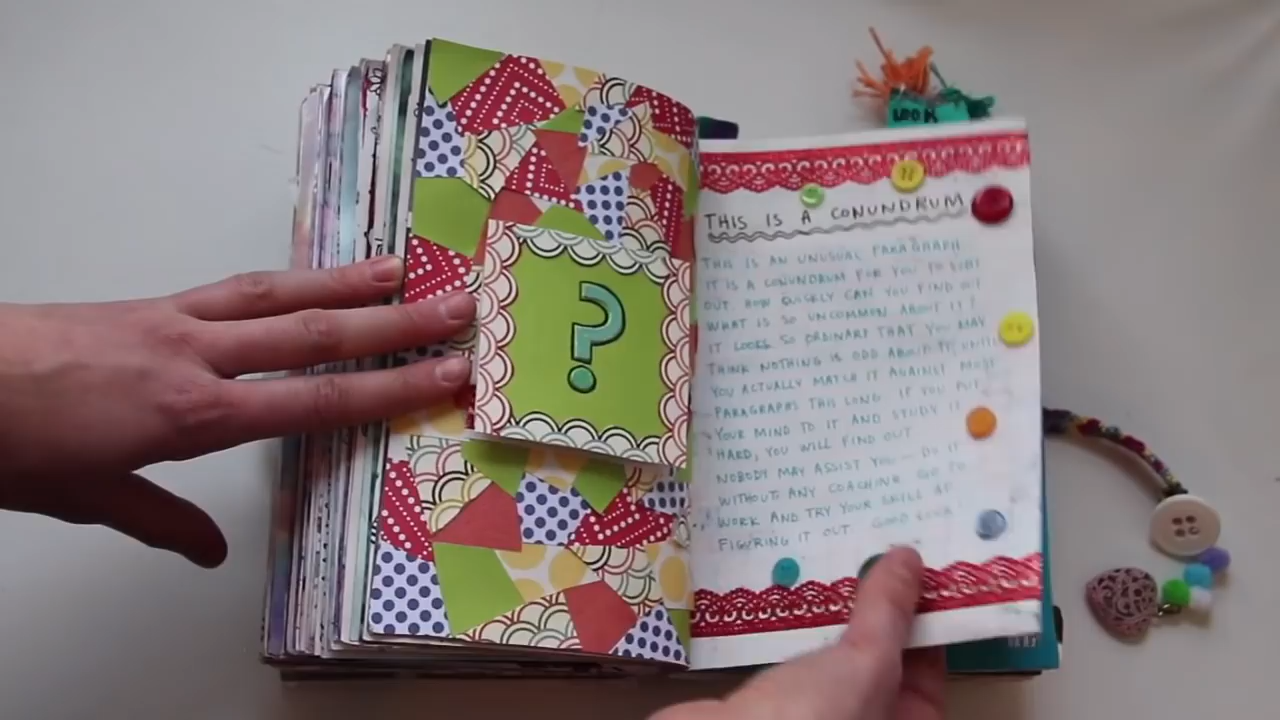 LOOK
THIS IS A CONUNDRUM
THIS IS AN UNUSUAL PARAGRAPH
IT IS A CONUNDRUM FOR YOU TO SORT
OUT HOW QUICKLY CAN YOU FIND OUT
WHAT IS SO UNCOMMON ABOUT IT?
IT LOOKS SO ORDINARY THAT YOU MAY
THINK NOTHING IS ODD ABOUT IT UNTIL
YOU ACTUALLY MATCH IT AGAINST MOST
PARAGRAPHS THIS LONG IF YOU PUT
YOUR MIND TO IT AND STUDY IT
HARD, YOU WILL FIND OUT
NOBODY MAY ASSIST YOU — DO IT
WITHOUT ANY COACHING GO TO
WORK AND TRY YOUR SKILL AT
FIGURING IT OUT GOOD LUCK!
?